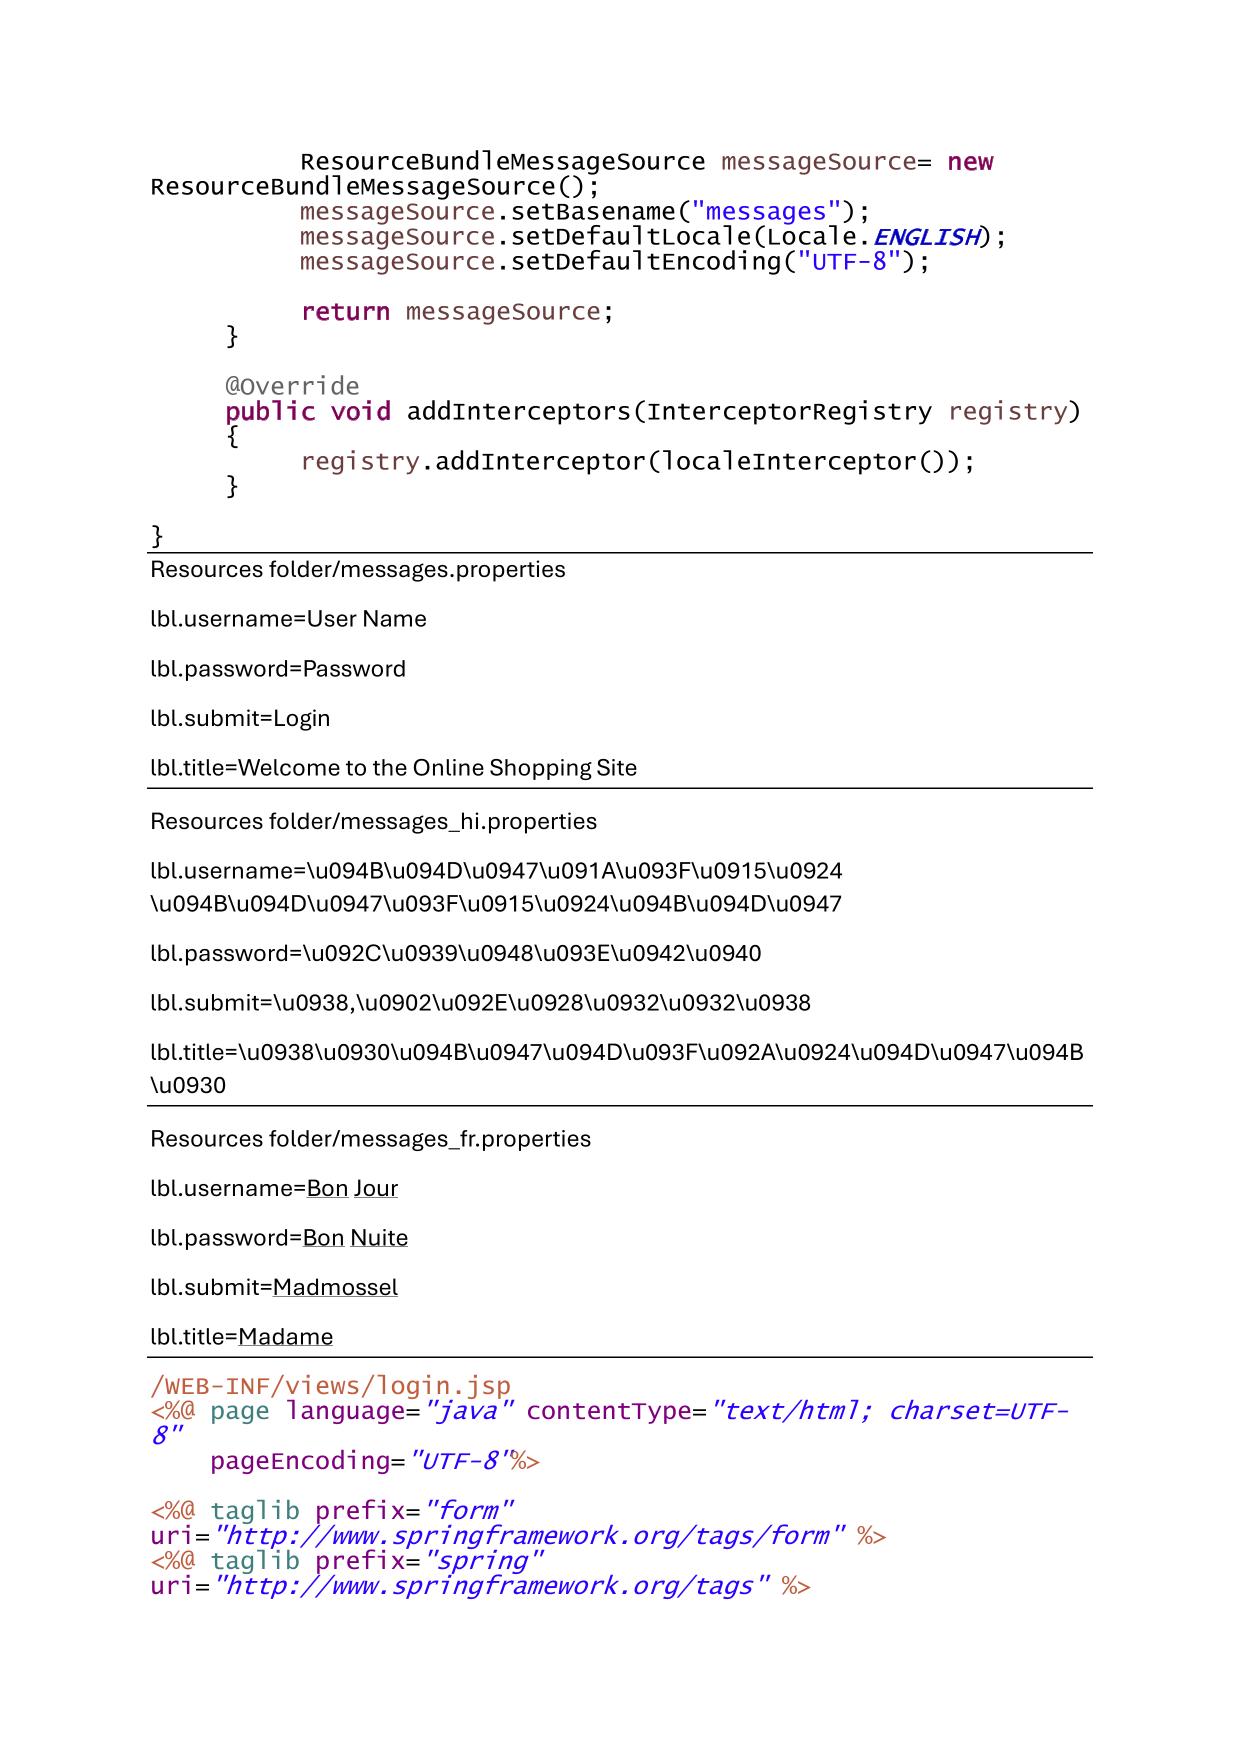 ResourceBundleMessageSource messageSource= new
ResourceBundleMessageSource();
messageSource.setBasename("messages");
messageSource.setDefaultLocale(Locale.ENGLISH);
messageSource.setDefaultEncoding("UTF-8");
return messageSource;
}
@Override
public void addInterceptors(InterceptorRegistry registry)
{
registry.addInterceptor(localeInterceptor());
}
}
Resources folder/messages.properties
lbl.username=User Name
lbl.password=Password
lbl.submit=Login
lbl.title=Welcome to the Online Shopping Site
Resources folder/messages_hi.properties
lbl.username=\u094B\u094D\u0947\u091A\u093F\u0915\u0924
\u094B\u094D\u0947\u093F\u0915\u0924\u094B\u094D\u0947
lbl.password=\u092C\u0939\u0948\u093E\u0942\u0940
lbl.submit=\u0938,\u0902\u092E\u0928\u0932\u0932\u0938
lbl.title=\u0938\u0930\u094B\u0947\u094D\u093F\u092A\u0924\u094D\u0947\u094B
\u0930
Resources folder/messages_fr.properties
lbl.username=Bon Jour
lbl.password=Bon Nuite
lbl.submit=Madmossel
lbl.title=Madame
/WEB-INF/views/login.jsp
<%@ page language="java" contentType="text/html; charset=UTF-
8"
pageEncoding="UTF-8"%>
<%@ taglib prefix="form"
uri="http://www.springframework.org/tags/form" %>
<%@ taglib prefix="spring"
uri="http://www.springframework.org/tags" %>